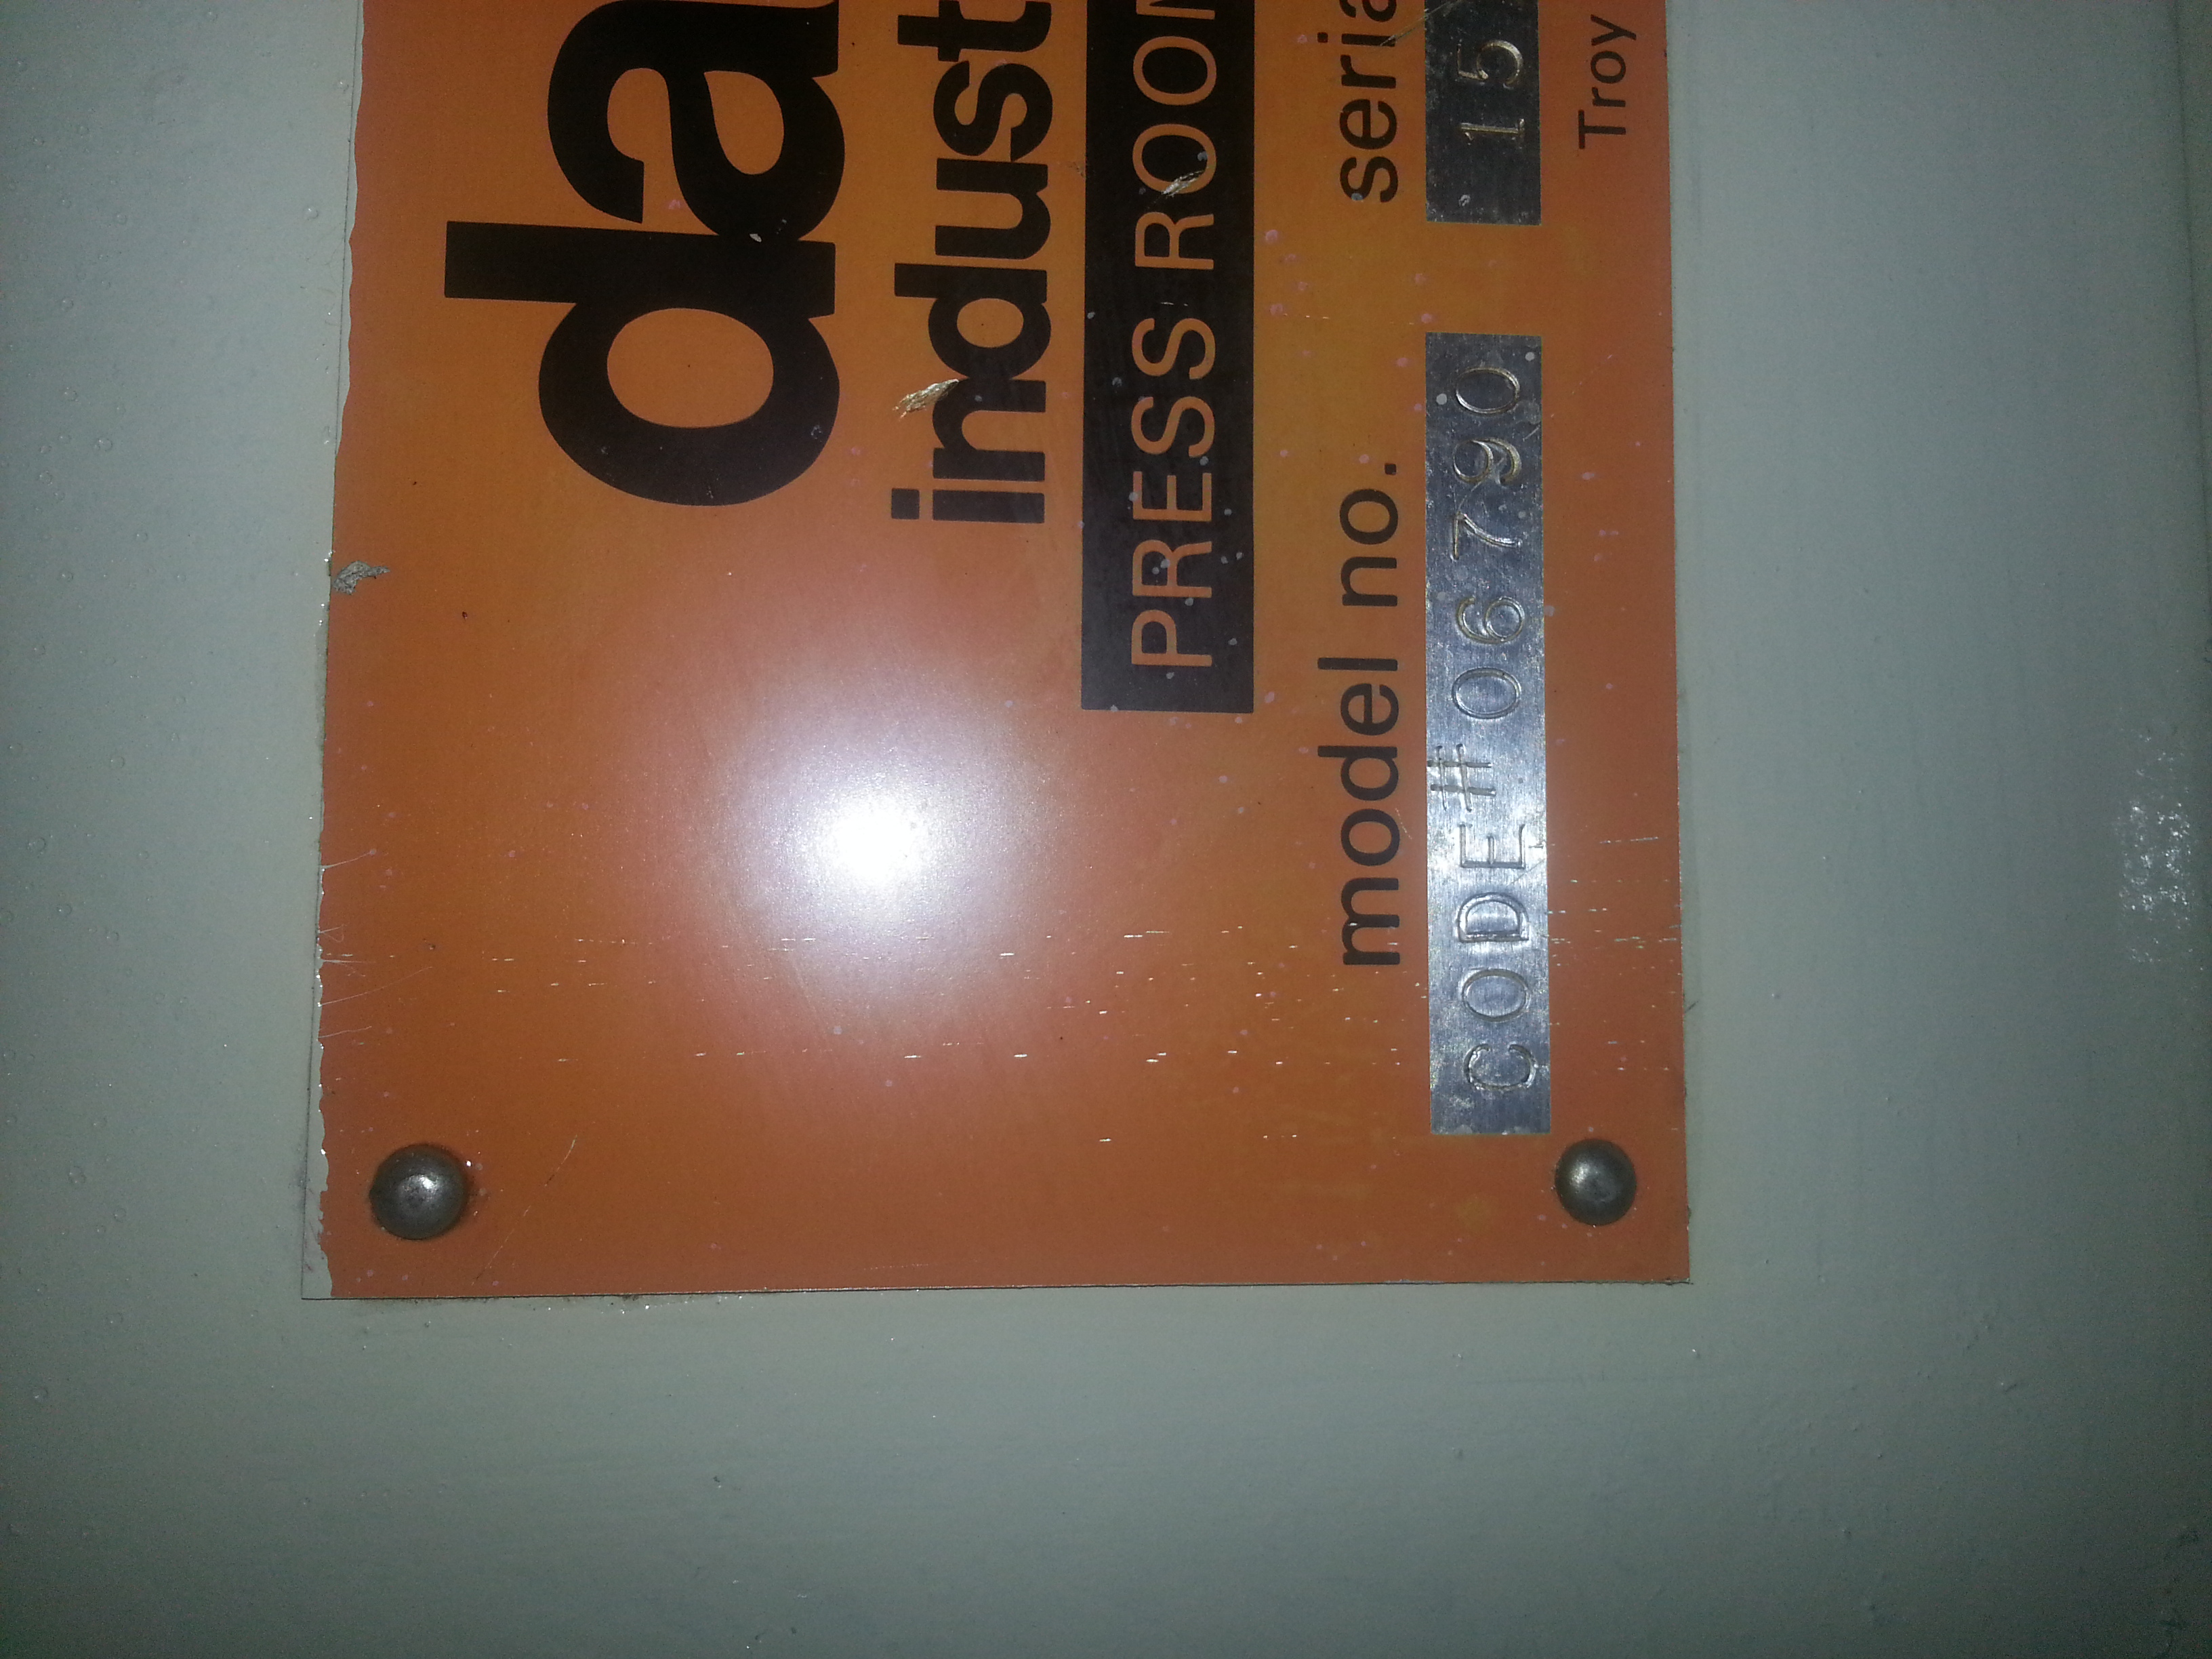 da
indust
PRESS ROOM
model no. seria
CODE#06790 15
Troy